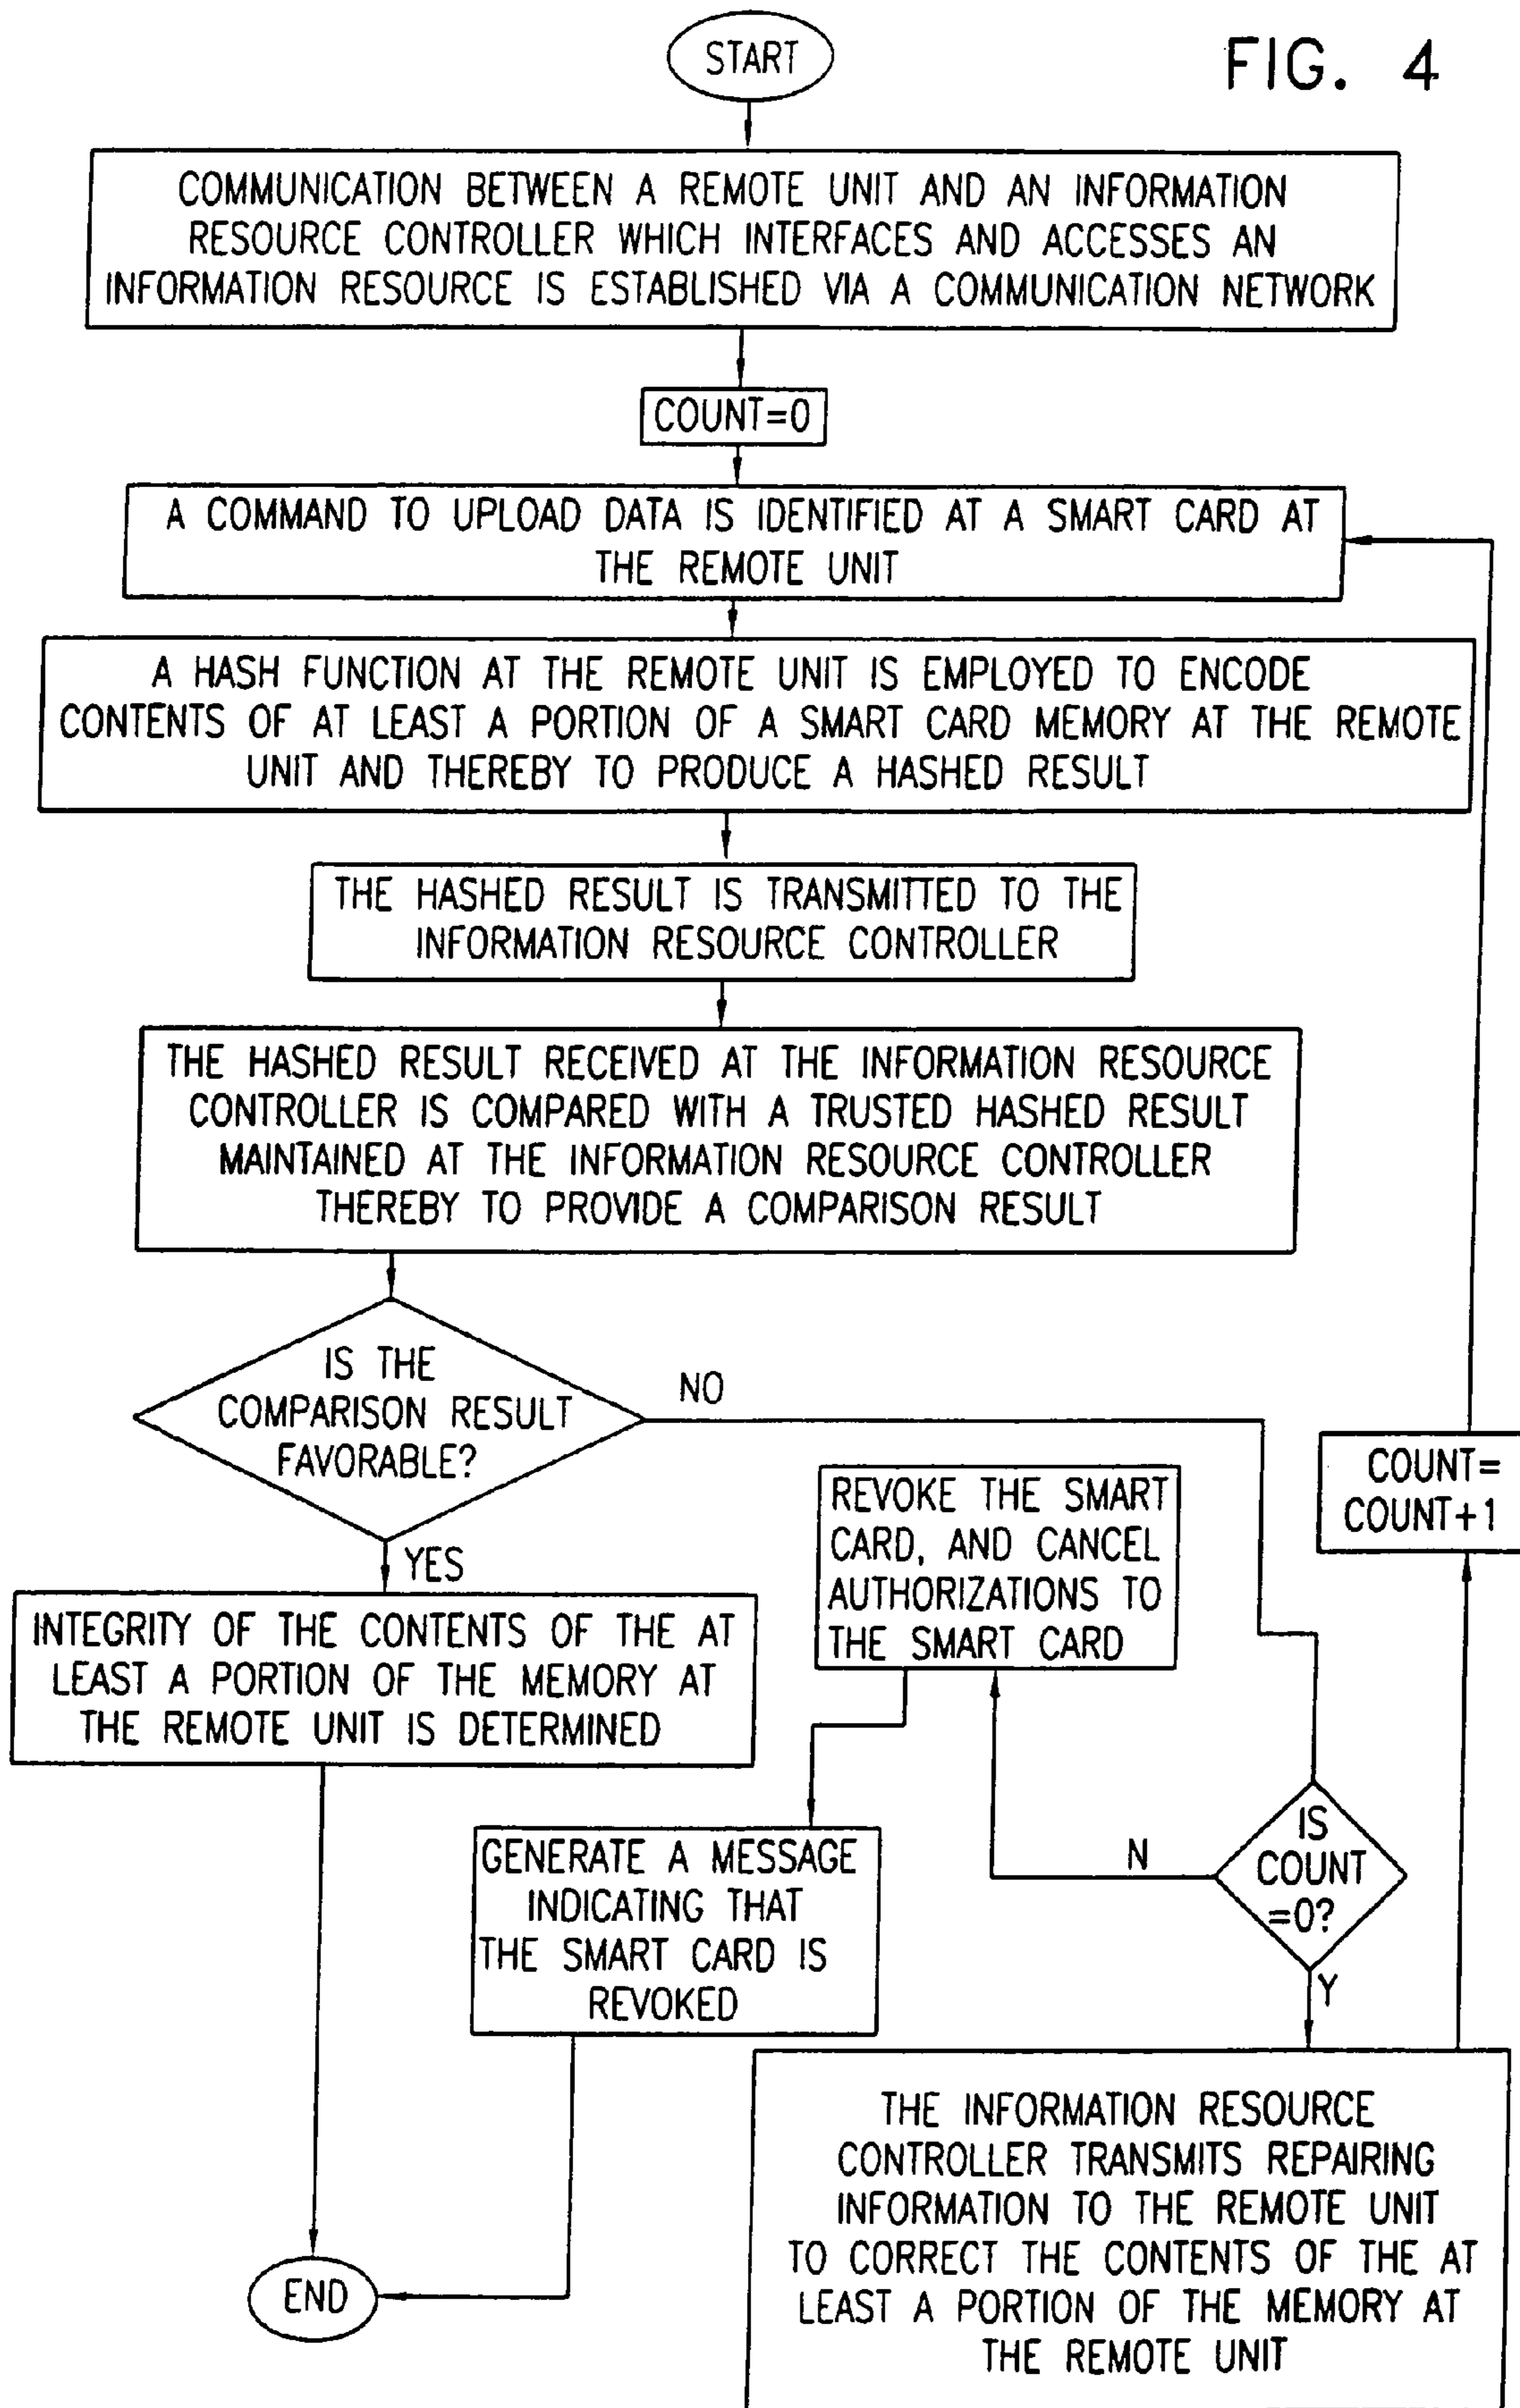 START
FIG. 4
COMMUNICATION BETWEEN A REMOTE UNIT AND AN INFORMATION
RESOURCE CONTROLLER WHICH INTERFACES AND ACCESSES AN
INFORMATION RESOURCE IS ESTABLISHED VIA A COMMUNICATION NETWORK
COUNT=0
A COMMAND TO UPLOAD DATA IS IDENTIFIED AT A SMART CARD AT
THE REMOTE UNIT
A HASH FUNCTION AT THE REMOTE UNIT IS EMPLOYED TO ENCODE
CONTENTS OF AT LEAST A PORTION OF A SMART CARD MEMORY AT THE REMOTE
UNIT AND THEREBY TO PRODUCE A HASHED RESULT
THE HASHED RESULT IS TRANSMITTED TO THE
INFORMATION RESOURCE CONTROLLER
THE HASHED RESULT RECEIVED AT THE INFORMATION RESOURCE
CONTROLLER IS COMPARED WITH A TRUSTED HASHED RESULT
MAINTAINED AT THE INFORMATION RESOURCE CONTROLLER
THEREBY TO PROVIDE A COMPARISON RESULT
IS THE
COMPARISON RESULT
FAVORABLE?
NO
YES
INTEGRITY OF THE CONTENTS OF THE AT
LEAST A PORTION OF THE MEMORY AT
THE REMOTE UNIT IS DETERMINED
REVOKE THE SMART
CARD, AND CANCEL
AUTHORIZATIONS TO
THE SMART CARD
COUNT=
COUNT+1
IS
COUNT
=0?
N
Y
GENERATE A MESSAGE
INDICATING THAT
THE SMART CARD IS
REVOKED
THE INFORMATION RESOURCE
CONTROLLER TRANSMITS REPAIRING
INFORMATION TO THE REMOTE UNIT
TO CORRECT THE CONTENTS OF THE AT
LEAST A PORTION OF THE MEMORY AT
THE REMOTE UNIT
END